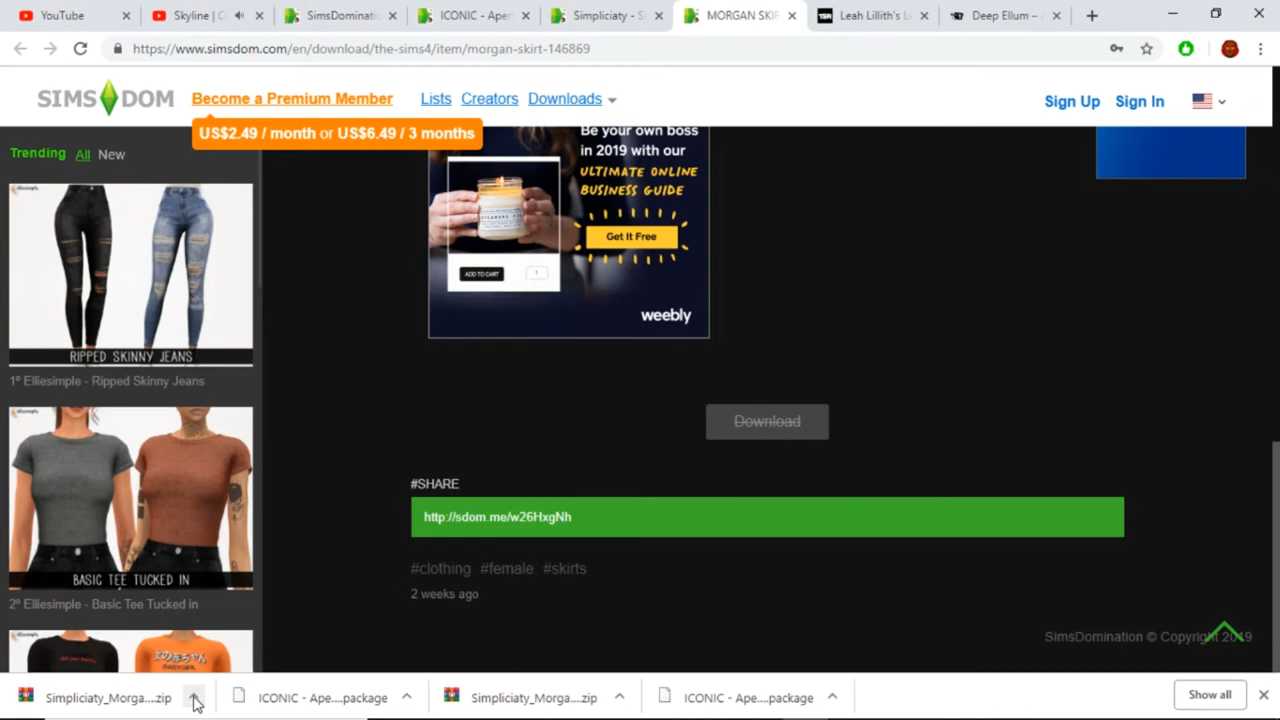 YouTube
Skyline | C
SimsDominatic
ICONIC - Aper
Simpliciaty - S
MORGAN SKIR
TSR
Leah Lillith's L
Deep Ellum –
https://www.simsdom.com/en/download/the-sims4/item/morgan-skirt-146869
SIMS DOM
Become a Premium Member
Lists
Creators
Downloads
Sign Up
Sign In
US$2.49 / month or US$6.49 / 3 months
Trending
All
New
RIPPED SKINNY JEANS
1º Elliesimple - Ripped Skinny Jeans
BASIC TEE TUCKED IN
2º Elliesimple - Basic Tee Tucked in
Be your own boss
in 2019 with our
ULTIMATE ONLINE
BUSINESS GUIDE
Get It Free
ADD TO CART
1
weebly
Download
#SHARE
http://sdom.me/w26HxgNh
#clothing #female #skirts
2 weeks ago
SimsDomination © Copyright 2019
Simpliciaty_Morga....zip
ICONIC - Ape....package
Simpliciaty_Morga....zip
ICONIC - Ape....package
Show all